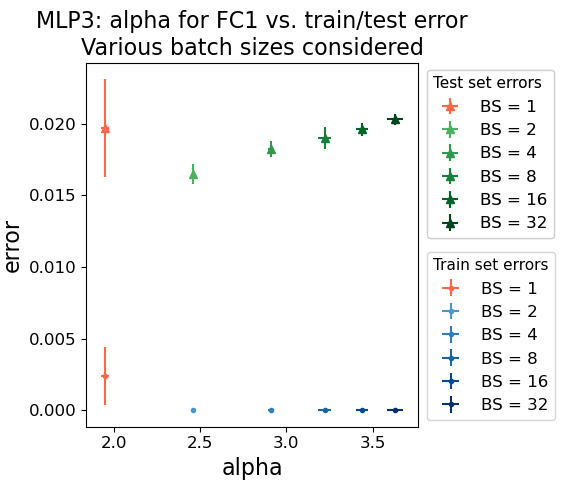 MLP3: alpha for FC1 vs. train/test error
Various batch sizes considered
error
0.020
0.015
0.010
0.005
0.000
2.0
2.5
3.0
3.5
alpha
Test set errors
BS = 1
BS = 2
BS = 4
BS = 8
BS = 16
BS = 32
Train set errors
BS = 1
BS = 2
BS = 4
BS = 8
BS = 16
BS = 32